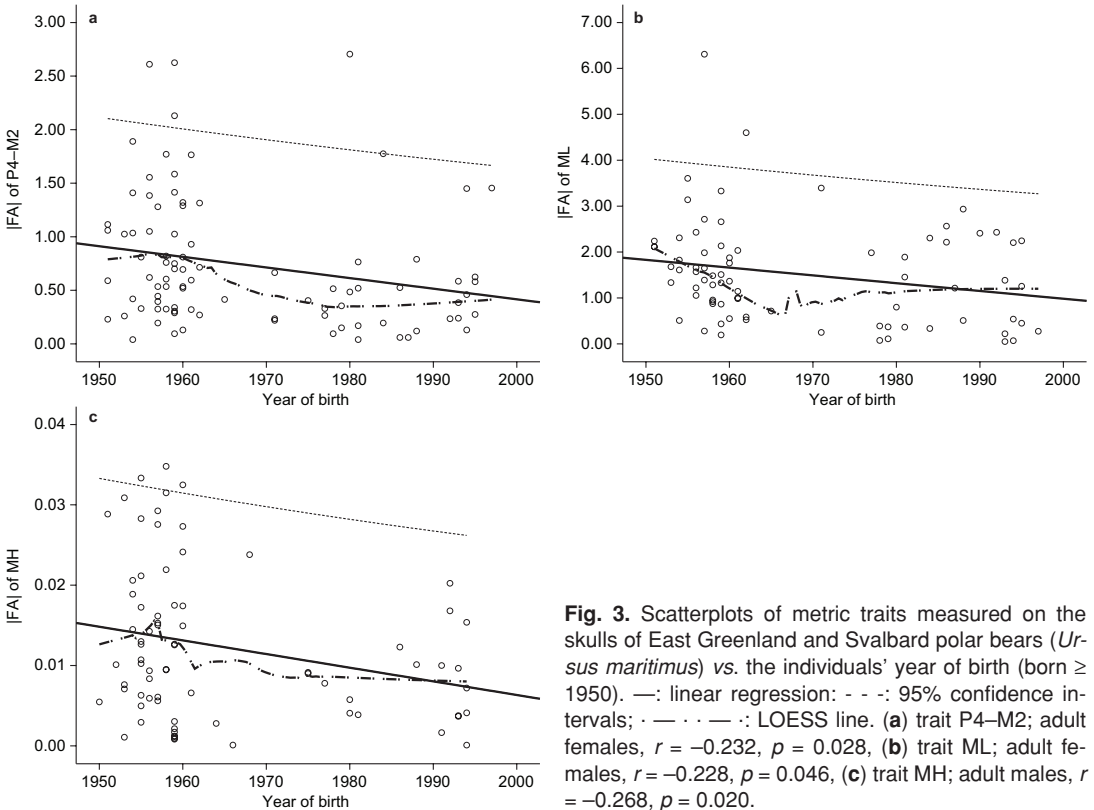 a
3.00
2.50
2.00
1.50
1.00
0.50
0.00
|FA| of P4–M2
1950 1960 1970 1980 1990 2000
Year of birth
b
7.00
6.00
5.00
4.00
3.00
2.00
1.00
0.00
|FA| of ML
1950 1960 1970 1980 1990 2000
Year of birth
c
0.04
0.03
0.02
0.01
0.00
|FA| of MH
1950 1960 1970 1980 1990 2000
Year of birth
Fig. 3. Scatterplots of metric traits measured on the
skulls of East Greenland and Svalbard polar bears (Ur-
sus maritimus) vs. the individuals’ year of birth (born ≥
1950). —: linear regression: - - -: 95% confidence in-
tervals; · — · · — ·: LOESS line. (a) trait P4–M2; adult
females, r = –0.232, p = 0.028, (b) trait ML; adult fe-
males, r = –0.228, p = 0.046, (c) trait MH; adult males, r
= –0.268, p = 0.020.